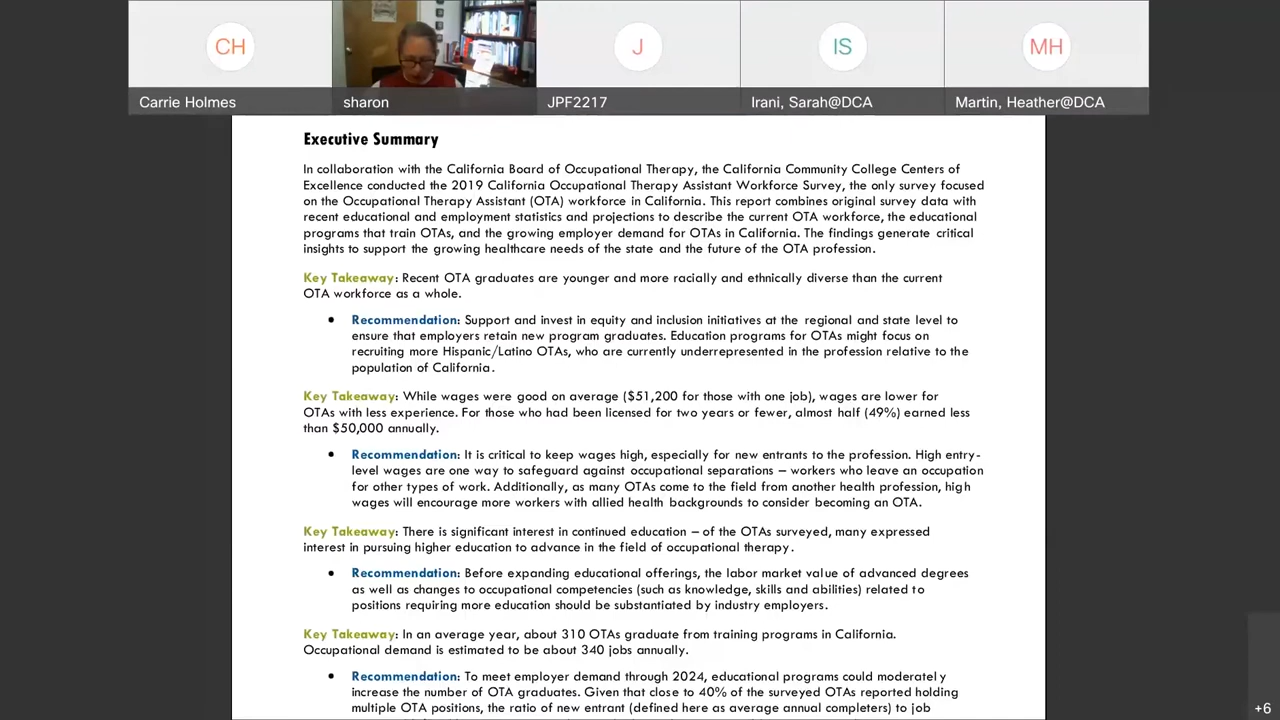 CH
J
IS
MH
Carrie Holmes
sharon
JPF2217
Irani, Sarah@DCA
Martin, Heather@DCA
Executive Summary
In collaboration with the California Board of Occupational Therapy, the California Community College Centers of
Excellence conducted the 2019 California Occupational Therapy Assistant Workforce Survey, the only survey focused
on the Occupational Therapy Assistant (OTA) workforce in California. This report combines original survey data with
recent educational and employment statistics and projections to describe the current OTA workforce, the educational
programs that train OTAs, and the growing employer demand for OTAs in California. The findings generate critical
insights to support the growing healthcare needs of the state and the future of the OTA profession.
Key Takeaway: Recent OTA graduates are younger and more racially and ethnically diverse than the current
OTA workforce as a whole.
• Recommendation: Support and invest in equity and inclusion initiatives at the regional and state level to
ensure that employers retain new program graduates. Education programs for OTAs might focus on
recruiting more Hispanic/Latino OTAs, who are currently underrepresented in the profession relative to the
population of California.
Key Takeaway: While wages were good on average ($51,200 for those with one job), wages are lower for
OTAs with less experience. For those who had been licensed for two years or fewer, almost half (49%) earned less
than $50,000 annually.
• Recommendation: It is critical to keep wages high, especially for new entrants to the profession. High entry-
level wages are one way to safeguard against occupational separations – workers who leave an occupation
for other types of work. Additionally, as many OTAs come to the field from another health profession, high
wages will encourage more workers with allied health backgrounds to consider becoming an OTA.
Key Takeaway: There is significant interest in continued education – of the OTAs surveyed, many expressed
interest in pursuing higher education to advance in the field of occupational therapy.
• Recommendation: Before expanding educational offerings, the labor market value of advanced degrees
as well as changes to occupational competencies (such as knowledge, skills and abilities) related to
positions requiring more education should be substantiated by industry employers.
Key Takeaway: In an average year, about 310 OTAs graduate from training programs in California.
Occupational demand is estimated to be about 340 jobs annually.
• Recommendation: To meet employer demand through 2024, educational programs could moderately
increase the number of OTA graduates. Given that close to 40% of the surveyed OTAs reported holding
multiple OTA positions, the ratio of new entrant (defined here as average annual completers) to job
+6